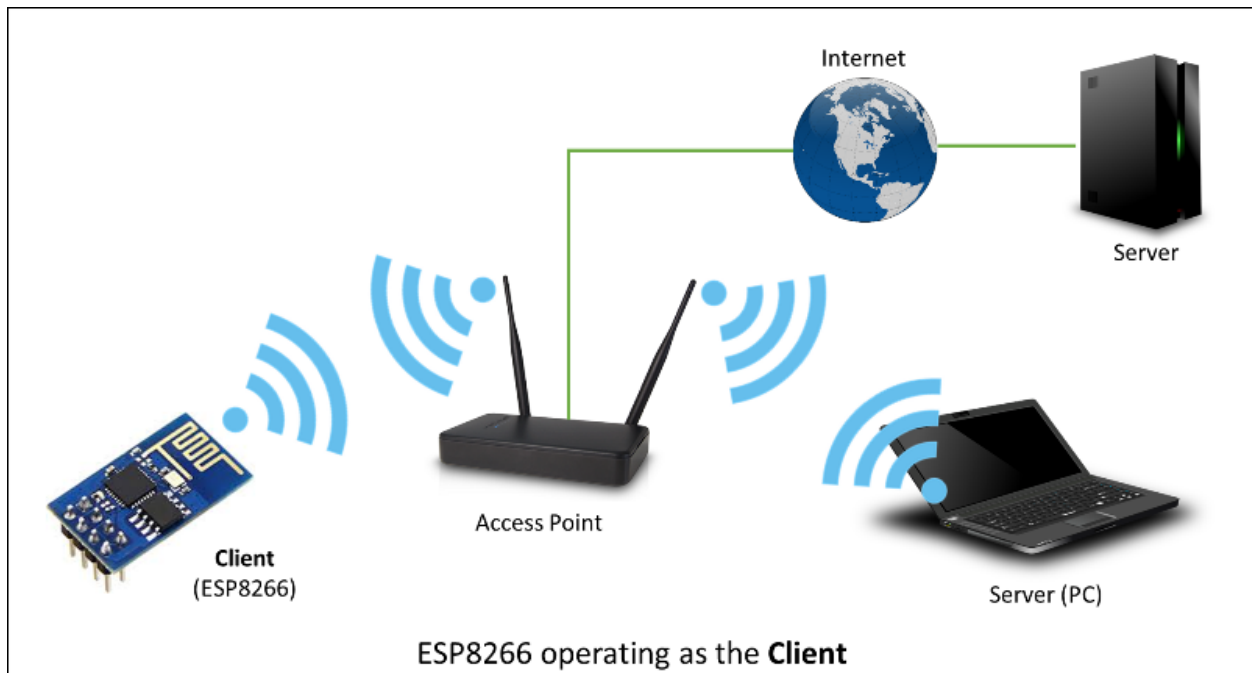 Internet
Server
Access Point
Client
(ESP8266)
Server (PC)
ESP8266 operating as the Client